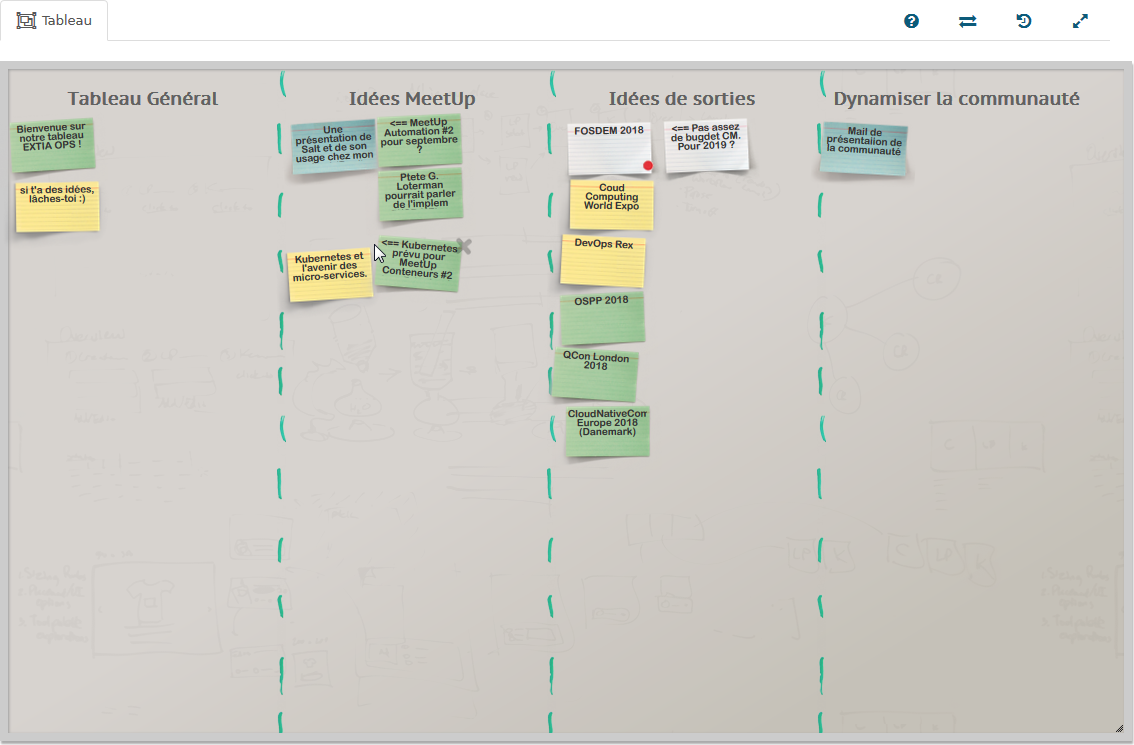 Tableau
Tableau Général
Bienvenue sur
notre tableau
EXTIA OPS !
si t'a des idées,
lâches-toi :)
Idées MeetUp
Une
présentation de
Salt et de son
usage chez mon
<== MeetUp
Automation #2
pour septembre
?
Ptete G.
Loterman
pourrait parler
de l'implem
Kubernetes et
l'avenir des
micro-services.
<== Kubernetes
prévu pour
MeetUp
Conteneurs #2
Idées de sorties
FOSDEM 2018
<== Pas assez
de bugdet CM.
Pour 2019 ?
Coud
Computing
World Expo
DevOps Rex
OSPP 2018
QCon London
2018
CloudNativeCon
Europe 2018
(Danemark)
Dynamiser la communauté
Mail de
présentaiion de
la communauté